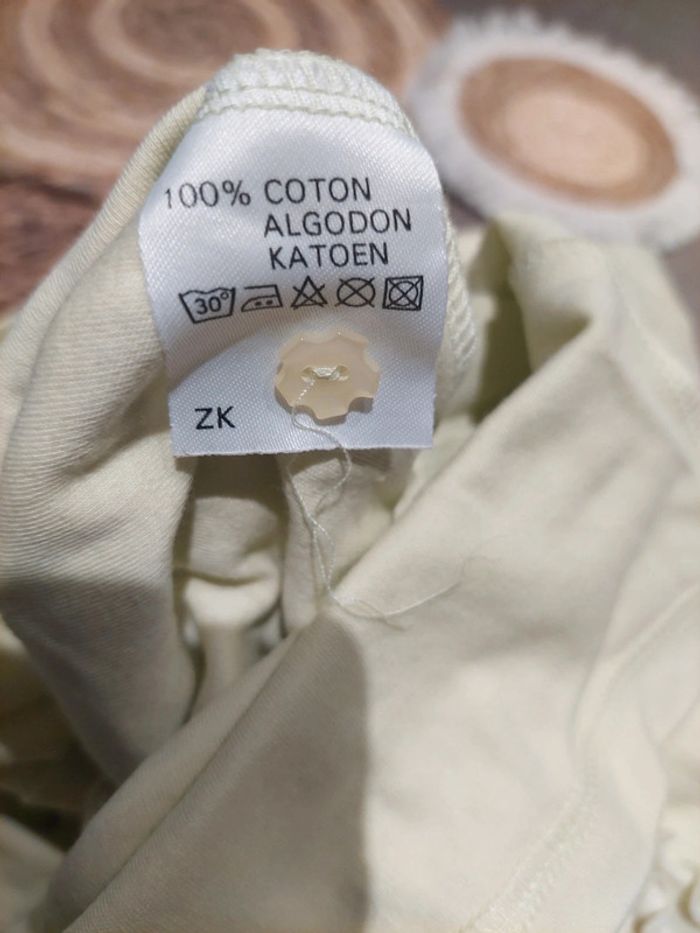 100% COTON
ALGODON
KATOEN
30°
ZK